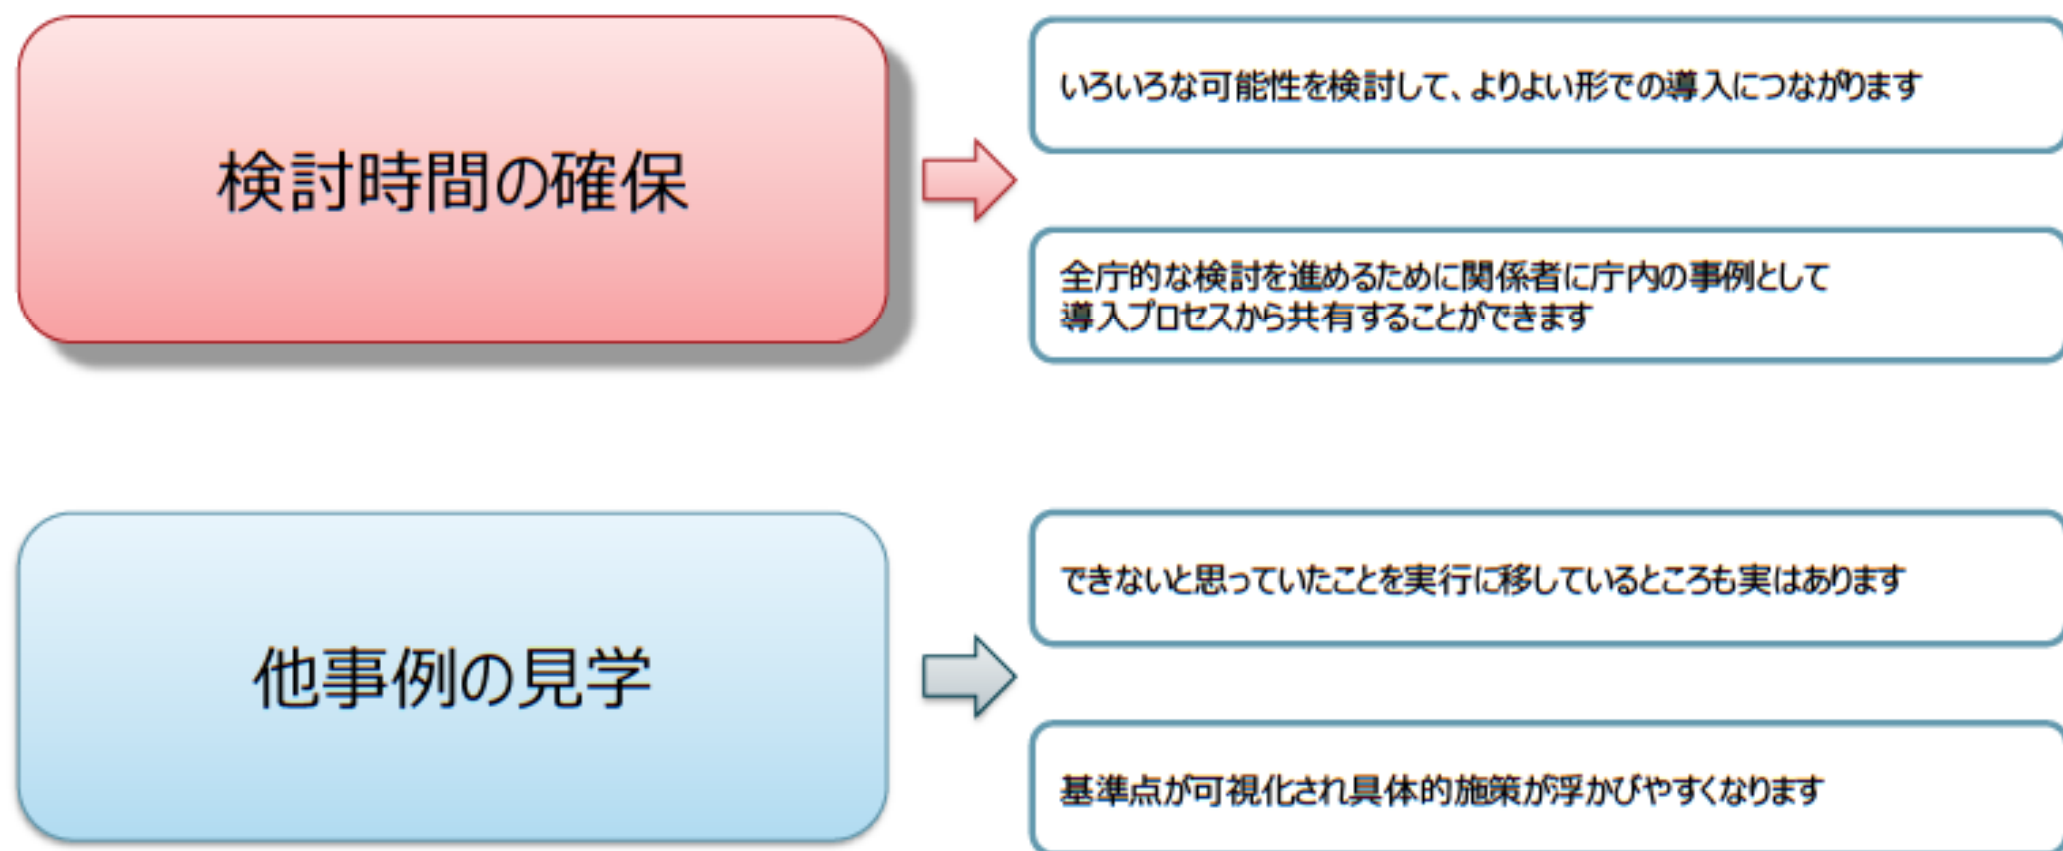 検討時間の確保
いろいろな可能性を検討して、よりよい形での導入につながります
全庁的な検討を進めるために関係者に庁内の事例として
導入プロセスから共有することができます
他事例の見学
できないと思っていたことを実行に移しているところも実はあります
基準点が可視化され具体的施策が浮かびやすくなります